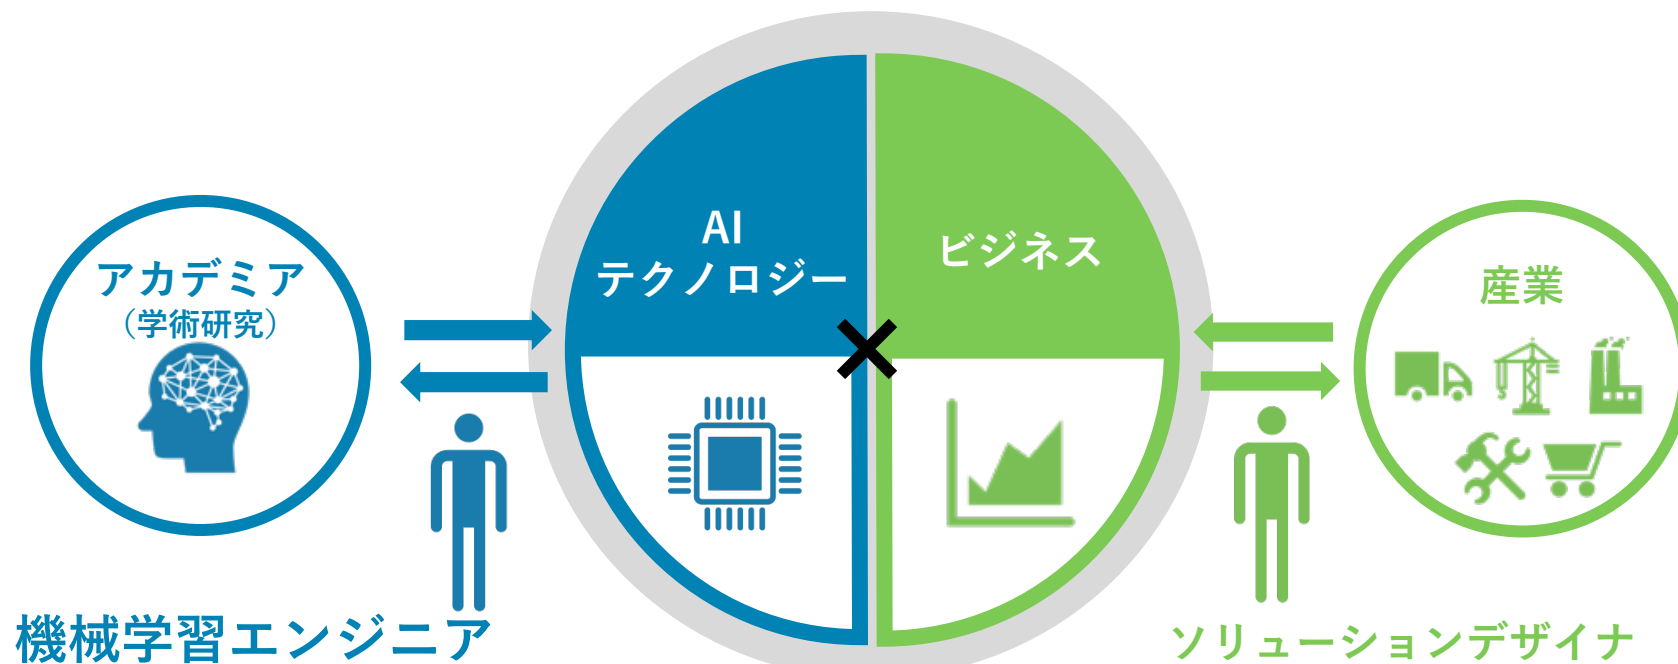 AI
テクノロジー
ビジネス
アカデミア
（学術研究）
産業
機械学習エンジニア
ソリューションデザイナ